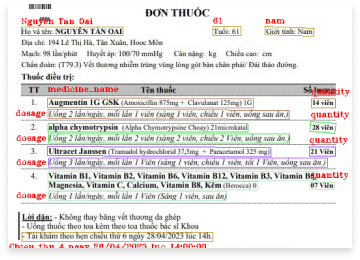 ĐƠN THUỐC
Nguyen Tan Oai 61 nam
Họ và tên: NGUYỄN TẤN OAI Tuổi: 61 Giới tính: Nam
Địa chỉ: 194 Lê Thị Hà, Tân Xuân, Hooc Môn
Mạch: 98 lần/phút Huyết áp: 100/70 mmHg Cân nặng: kg Chiều cao: cm
Chẩn đoán: (T79.3) Vết thương nhiễm trùng vùng lóng gót bàn chân phải/ Đái tháo đường.
Thuốc điều trị:
TT Tên thuốc Số lượng
medicine_name quantity
1. Augmentin 1G GSK (Amoxicillin 875mg + Clavulanat 125mg) 1G 14 viên
dosage Uống 2 lần/ngày, mỗi lần 1 Viên (sáng 1 viên, chiều 1 viên, uống sau ăn.)
quantity
2. alpha chymotrypsin (Alpha Chymotrypsine Choay) 21microkatal 28 viên
dosage Uống 2 lần/ngày, mỗi lần 2 viên (sáng 2 viên, chiều 2 Viên, uống sau ăn.)
quantity
3. Ultracet Janssen (Tramadol hydrochlorid 37,5mg + Paracetamol 325 mg) 21 Viên
dosage Uống 3 lần/ngày, mỗi lần 1 Viên (Sáng 1 viên, chiều 1 viên, tối 1 Viên, uống sau ăn.)
quantity
4. Vitamin B1, Vitamin B2, Vitamin B6, Vitamin B12, Vitamin B3, Vitamin B5,
Magnesia, Vitamin C, Calcium, Vitamin B8, Kẽm (Berocca) 0 07 Viên
dosage Uống 1 lần/ngày, mỗi lần 1 Viên (sáng 1 viên, uống sau ăn.)
Lời dặn: - Không thay băng vết thương da ghép
- Uống thuốc theo toa kèm theo toa thuốc bác sĩ Khoa
- Tái khám theo hẹn chiều thứ 6 ngày 28/04/2023 lúc 14h.
Chieu thu 4 ngay 28/04/2023 luc 14:00:00